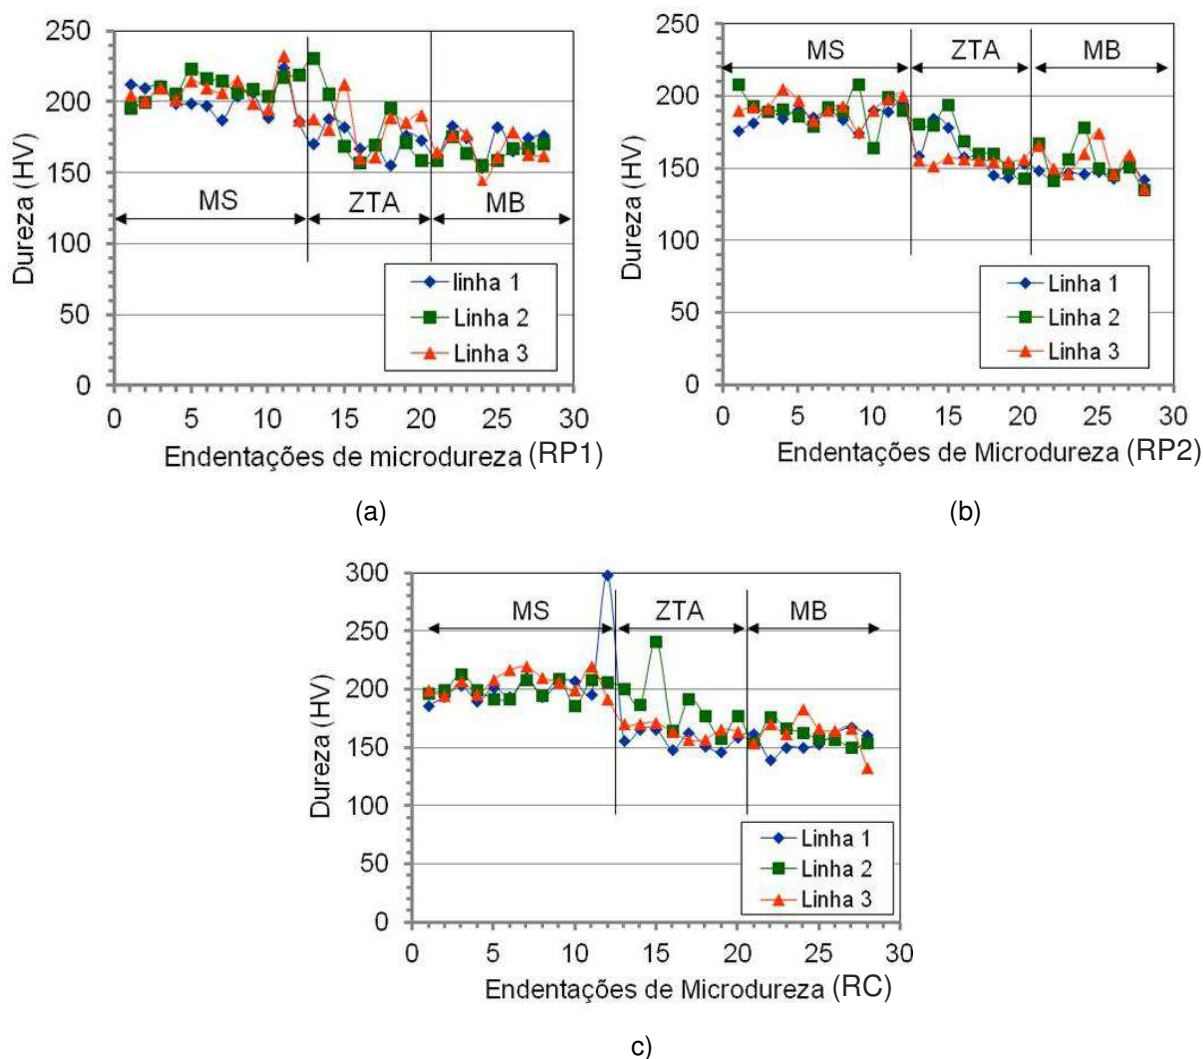 250
200
150
100
50
0
Dureza (HV)
MS
ZTA
MB
linha 1
Linha 2
Linha 3
0 5 10 15 20 25 30
Endentações de microdureza (RP1)
(a)
250
200
150
100
50
0
Dureza (HV)
MS
ZTA
MB
Linha 1
Linha 2
Linha 3
0 5 10 15 20 25 30
Endentações de Microdureza (RP2)
(b)
300
250
200
150
100
50
0
Dureza (HV)
MS
ZTA
MB
Linha 1
Linha 2
Linha 3
0 5 10 15 20 25 30
Endentações de Microdureza (RC)
c)